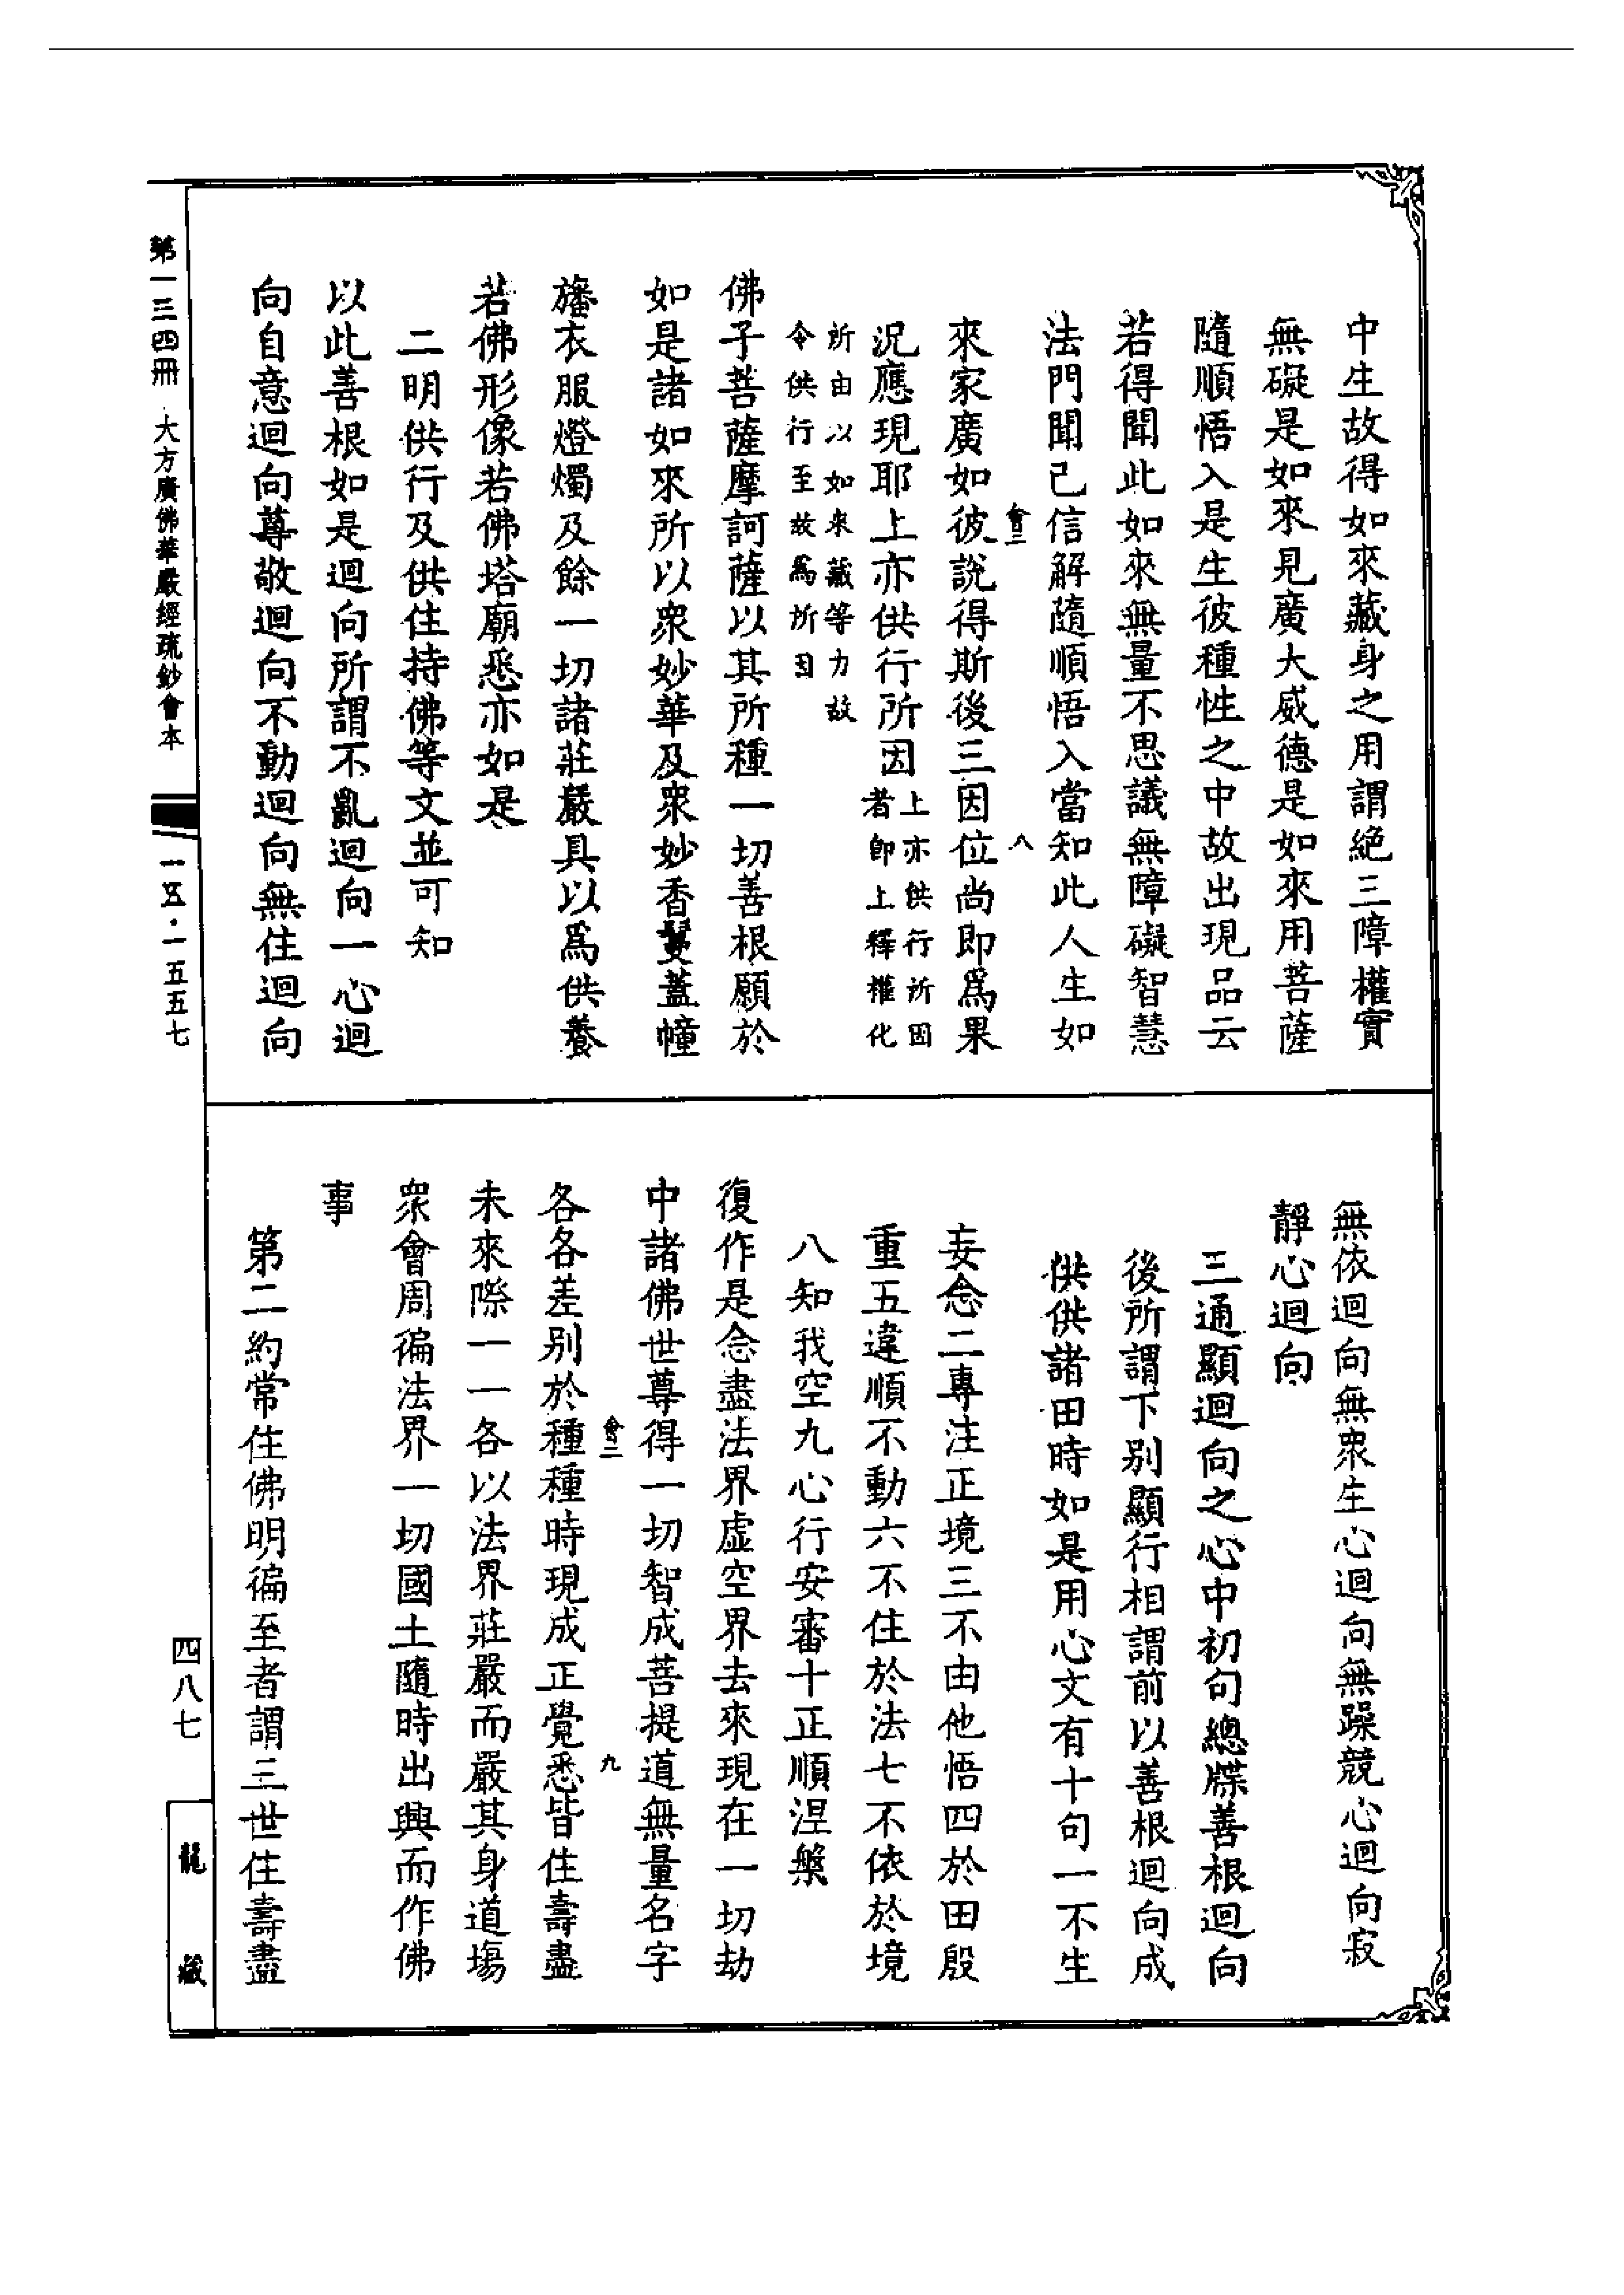 中生故得如來藏身之用謂絕三障權實
無礙是如來見廣大威德是如來用菩薩
隨順悟入是生彼種性之中故出現品云
若得聞此如來無量不思議無障礙智慧
法門聞已信解隨順悟入當知此人生如
會二
八
來家廣如彼說得斯後三因位尚即爲果
況應現耶上亦供行所因
上亦供行所因
者即上釋權化
所由以如來藏等力故
令供行至故爲所因
佛子菩薩摩訶薩以其所種一切善根願於
如是諸如來所以衆妙華及衆妙香鬘蓋幢
旛衣服燈燭及餘一切諸莊嚴具以爲供養
若佛形像若佛塔廟悉亦如是
二明供行及供住持佛等文並可知
以此善根如是迴向所謂不亂迴向一心迴
向自意迴向尊敬迴向不動迴向無住迴向
無依迴向無衆生心迴向無躁競心迴向寂
靜心迴向
三通顯迴向之心中初句總牒善根迴向
後所謂下別顯行相謂前以善根迴向成
供供諸田時如是用心文有十句一不生
妄念二專注正境三不由他悟四於田殷
重五違順不動六不住於法七不依於境
八知我空九心行安審十正順涅槃
復作是念盡法界虛空界去來現在一切劫
中諸佛世尊得一切智成菩提道無量名字
會二
九
各各差別於種種時現成正覺悉皆住壽盡
未來際一一各以法界莊嚴而嚴其身道場
衆會周徧法界一切國土隨時出興而作佛
事
第二約常住佛明徧至者謂三世住壽盡
第一三四冊 大方廣佛華嚴經疏鈔會本
一五·一五五七
四八七
龍藏